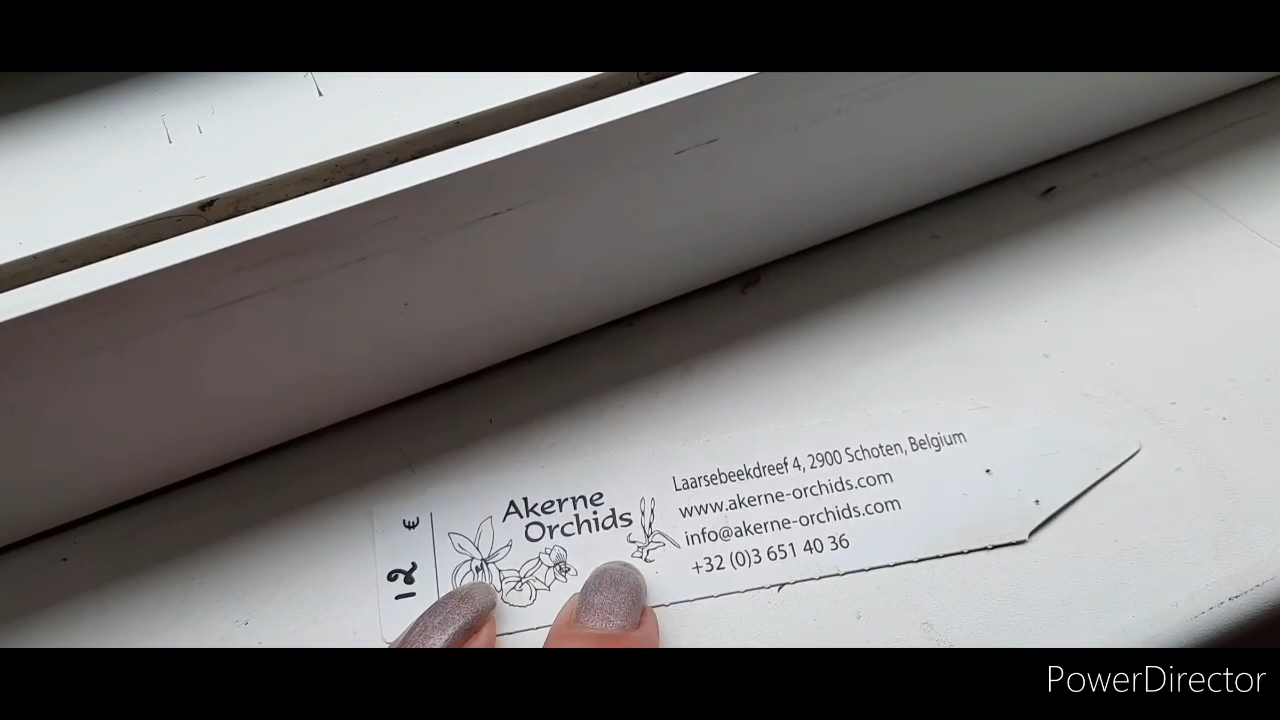 Akerne
Orchids
Laarsebeekdreef 4, 2900 Schoten, Belgium
www.akerne-orchids.com
info@akerne-orchids.com
+32 (0)3 651 40 36
12 €
PowerDirector